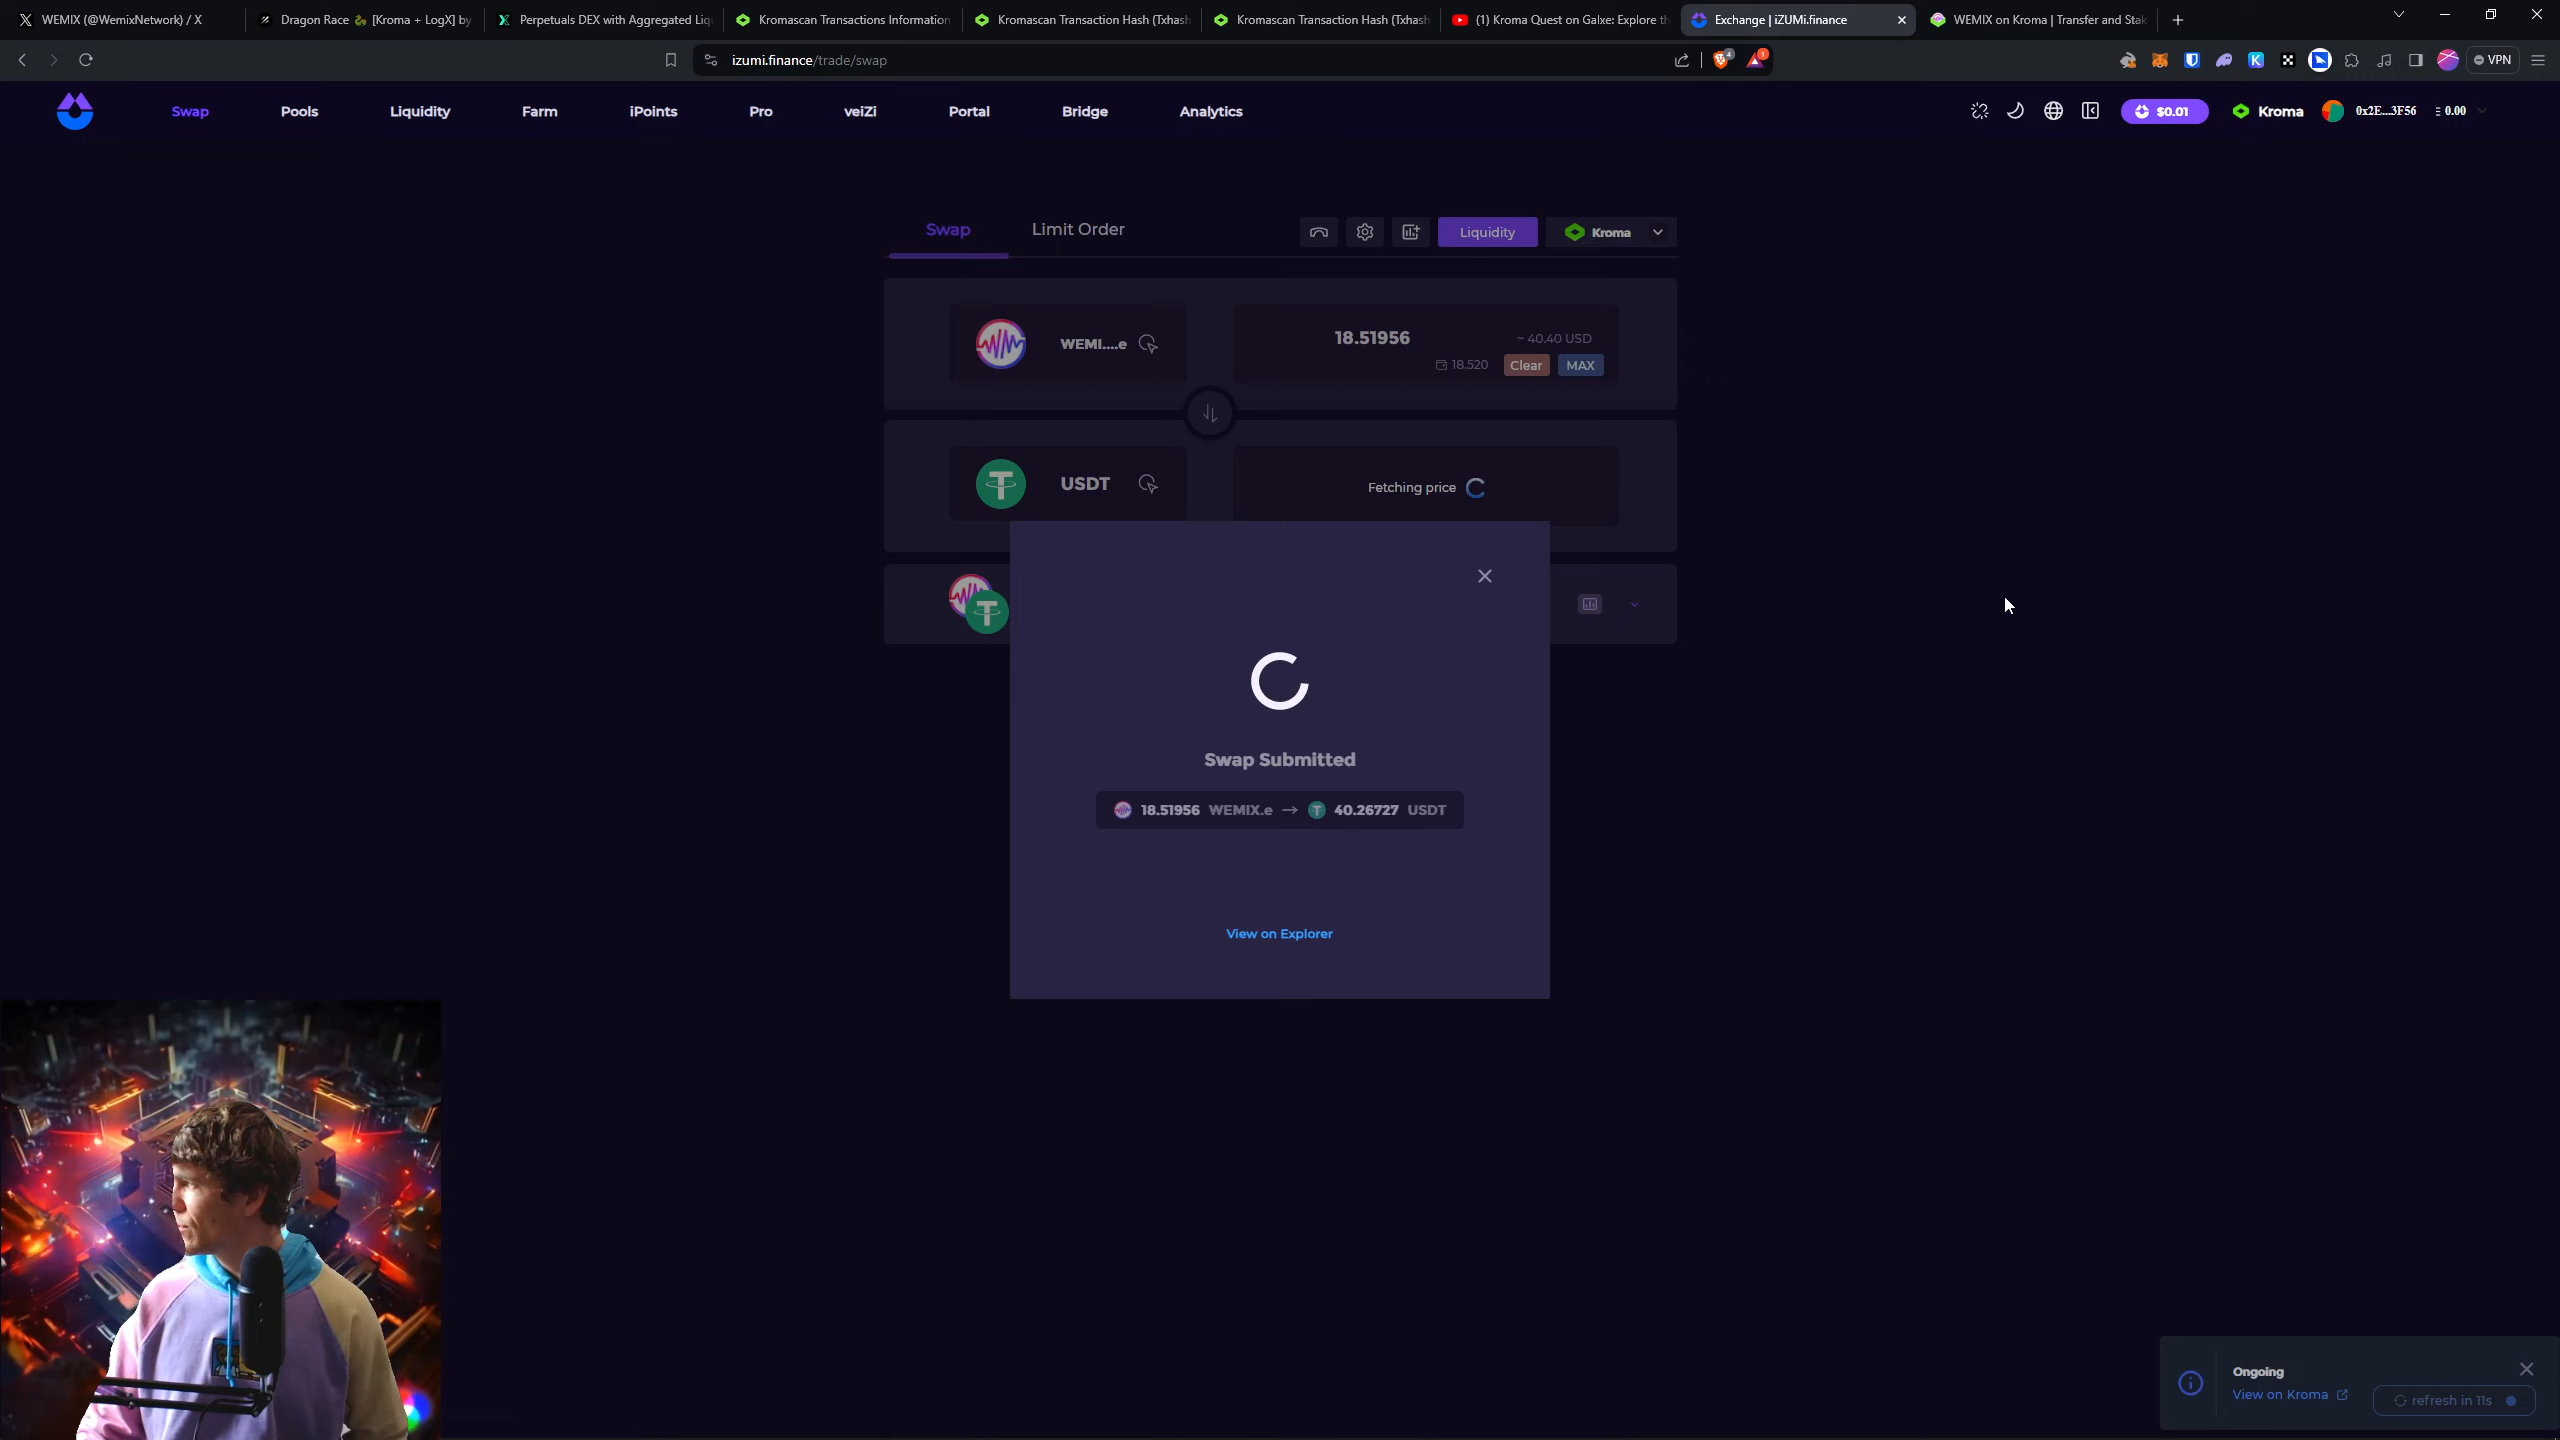 WEMIX (@WemixNetwork) / X
Dragon Race 🐉 [Kroma + LogX] by
Perpetuals DEX with Aggregated Liq
Kromascan Transactions Information
Kromascan Transaction Hash (Txhash
Kromascan Transaction Hash (Txhash
(1) Kroma Quest on Galxe: Explore th
Exchange | iZUMi.finance
WEMIX on Kroma | Transfer and Stak
izumi.finance/trade/swap
4
1
VPN
Swap
Pools
Liquidity
Farm
iPoints
Pro
veiZi
Portal
Bridge
Analytics
$0.01
Kroma
0x2E...3F56
Ξ 0.00
Swap
Limit Order
Liquidity
Kroma
WEMI....e
18.51956
~ 40.40 USD
18.520
Clear
MAX
USDT
Fetching price
Swap Submitted
18.51956 WEMIX.e → 40.26727 USDT
View on Explorer
Ongoing
View on Kroma
refresh in 11s